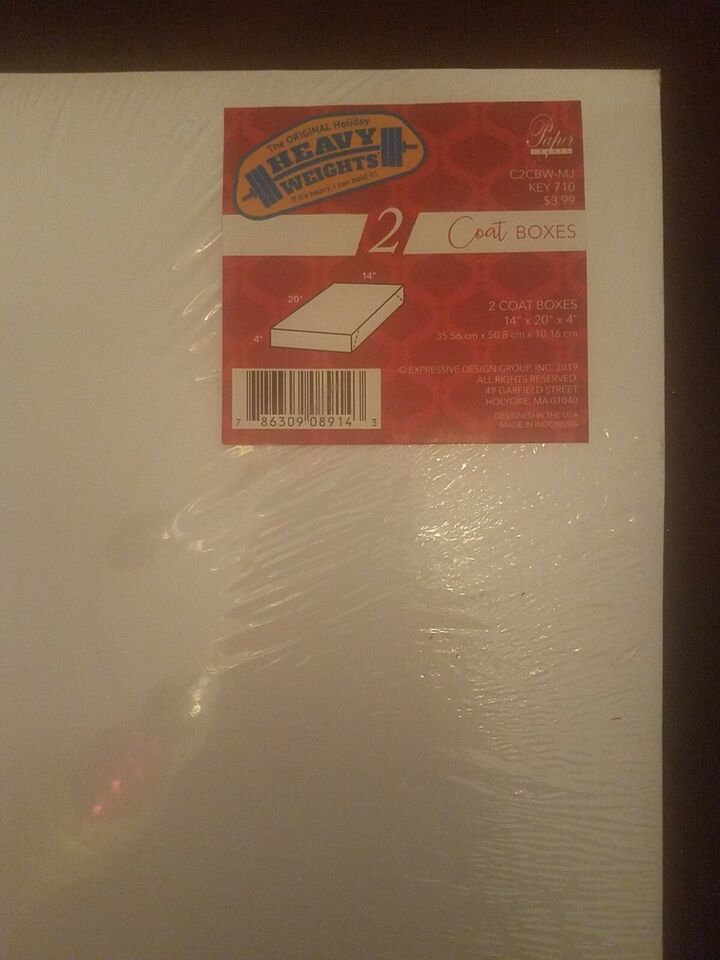 The ORIGINAL Holiday
HEAVY
WEIGHTS
If it's heavy, I can hold it!
Paper
C2CBW-MJ
KEY 710
$3.99
2 Coat BOXES
14"
20"
4"
2 COAT BOXES
14" x 20" x 4"
35.56 cm x 50.8 cm x 10.16 cm
© EXPRESSIVE DESIGN GROUP, INC. 2019
ALL RIGHTS RESERVED.
49 GARFIELD STREET
HOLYOKE, MA 01040
DESIGNED IN THE USA
MADE IN INDONESIA
7 86309 08914 3